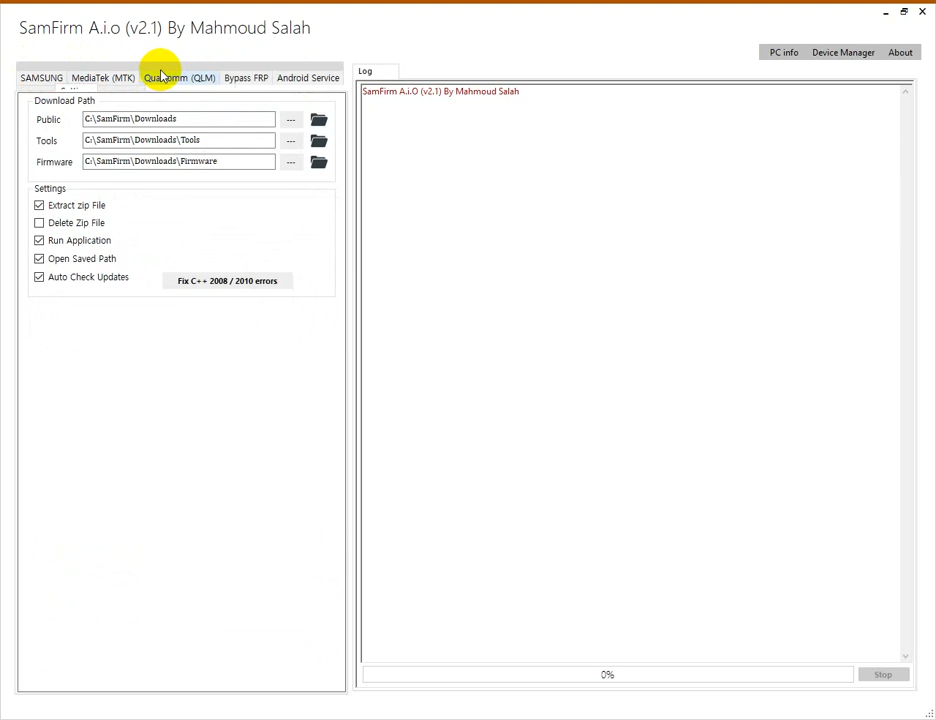 SamFirm A.i.o (v2.1) By Mahmoud Salah
PC info Device Manager About
SAMSUNG MediaTek (MTK) Qualcomm (QLM) Bypass FRP Android Service
Log
Download Path
Public C:\SamFirm\Downloads ---
Tools C:\SamFirm\Downloads\Tools ---
Firmware C:\SamFirm\Downloads\Firmware ---
Settings
Extract zip File
Delete Zip File
Run Application
Open Saved Path
Auto Check Updates
Fix C++ 2008 / 2010 errors
SamFirm A.i.O (v2.1) By Mahmoud Salah
0%
Stop